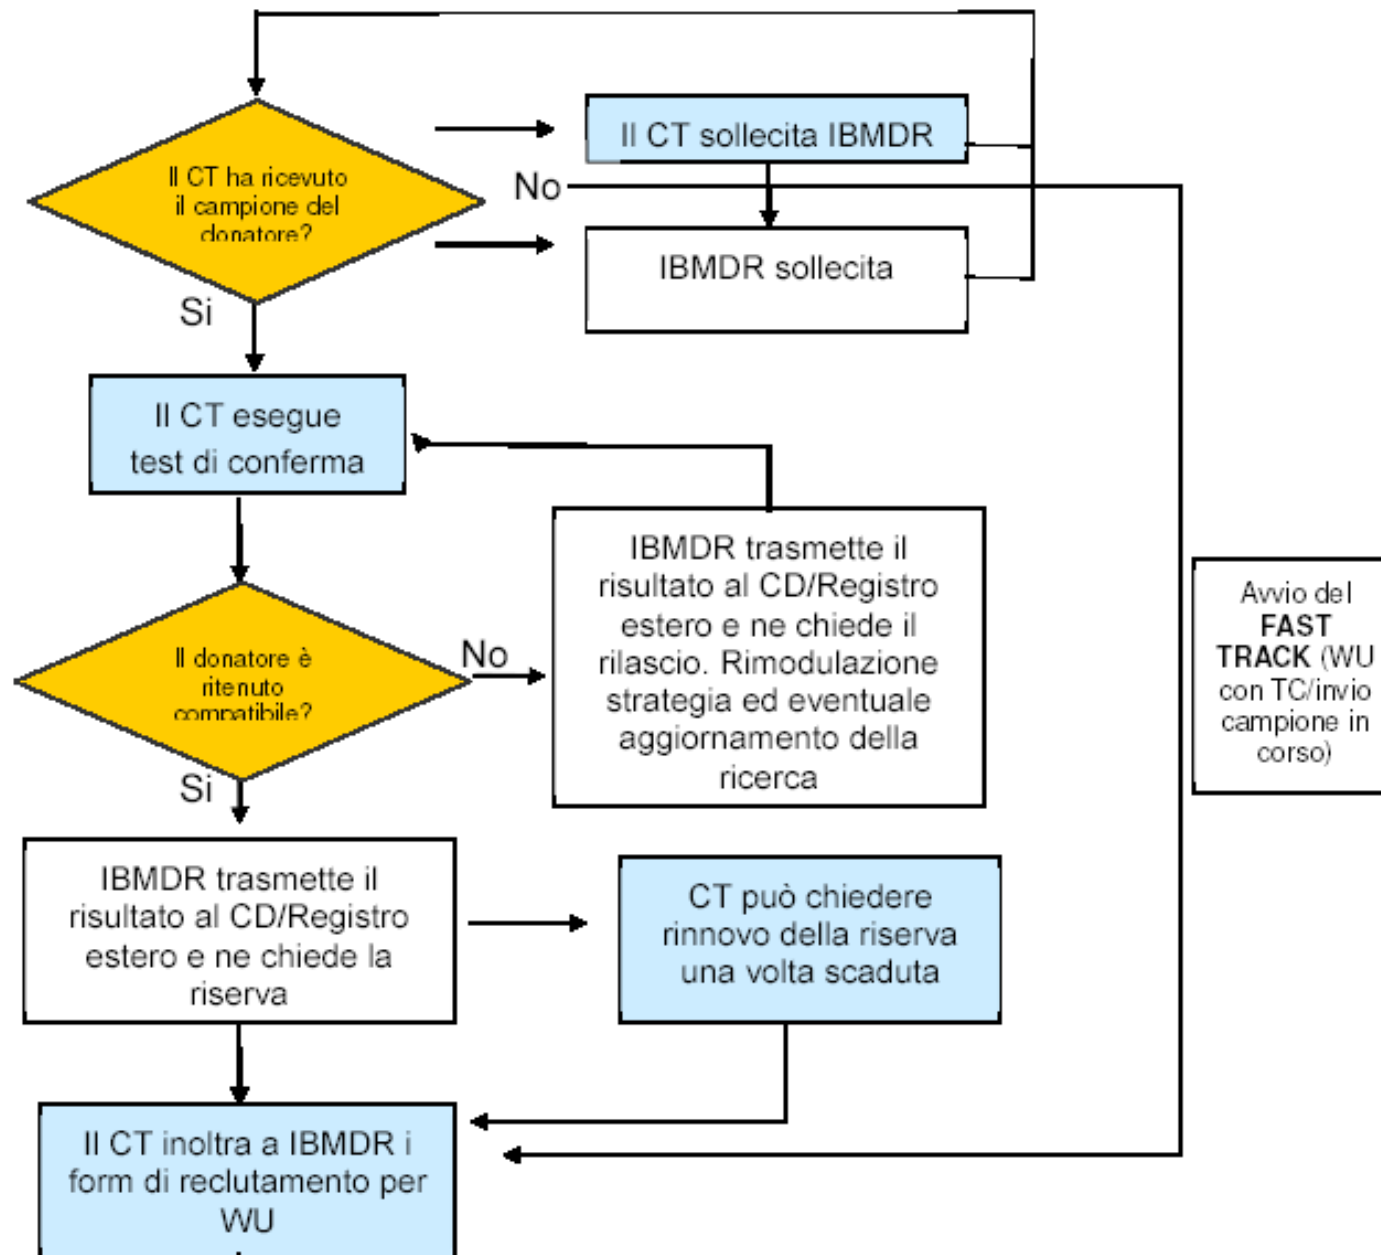 Il CT ha ricevuto
il campione del
donatore?
Il CT sollecita IBMDR
No
IBMDR sollecita
Si
Il CT esegue
test di conferma
Il donatore è
ritenuto
compatibile?
No
IBMDR trasmette il
risultato al CD/Registro
estero e ne chiede il
rilascio. Rimodulazione
strategia ed eventuale
aggiornamento della
ricerca
Avvio del
FAST
TRACK (WU
con TC/invio
campione in
corso)
Si
IBMDR trasmette il
risultato al CD/Registro
estero e ne chiede la
riserva
CT può chiedere
rinnovo della riserva
una volta scaduta
Il CT inoltra a IBMDR i
form di reclutamento per
WU